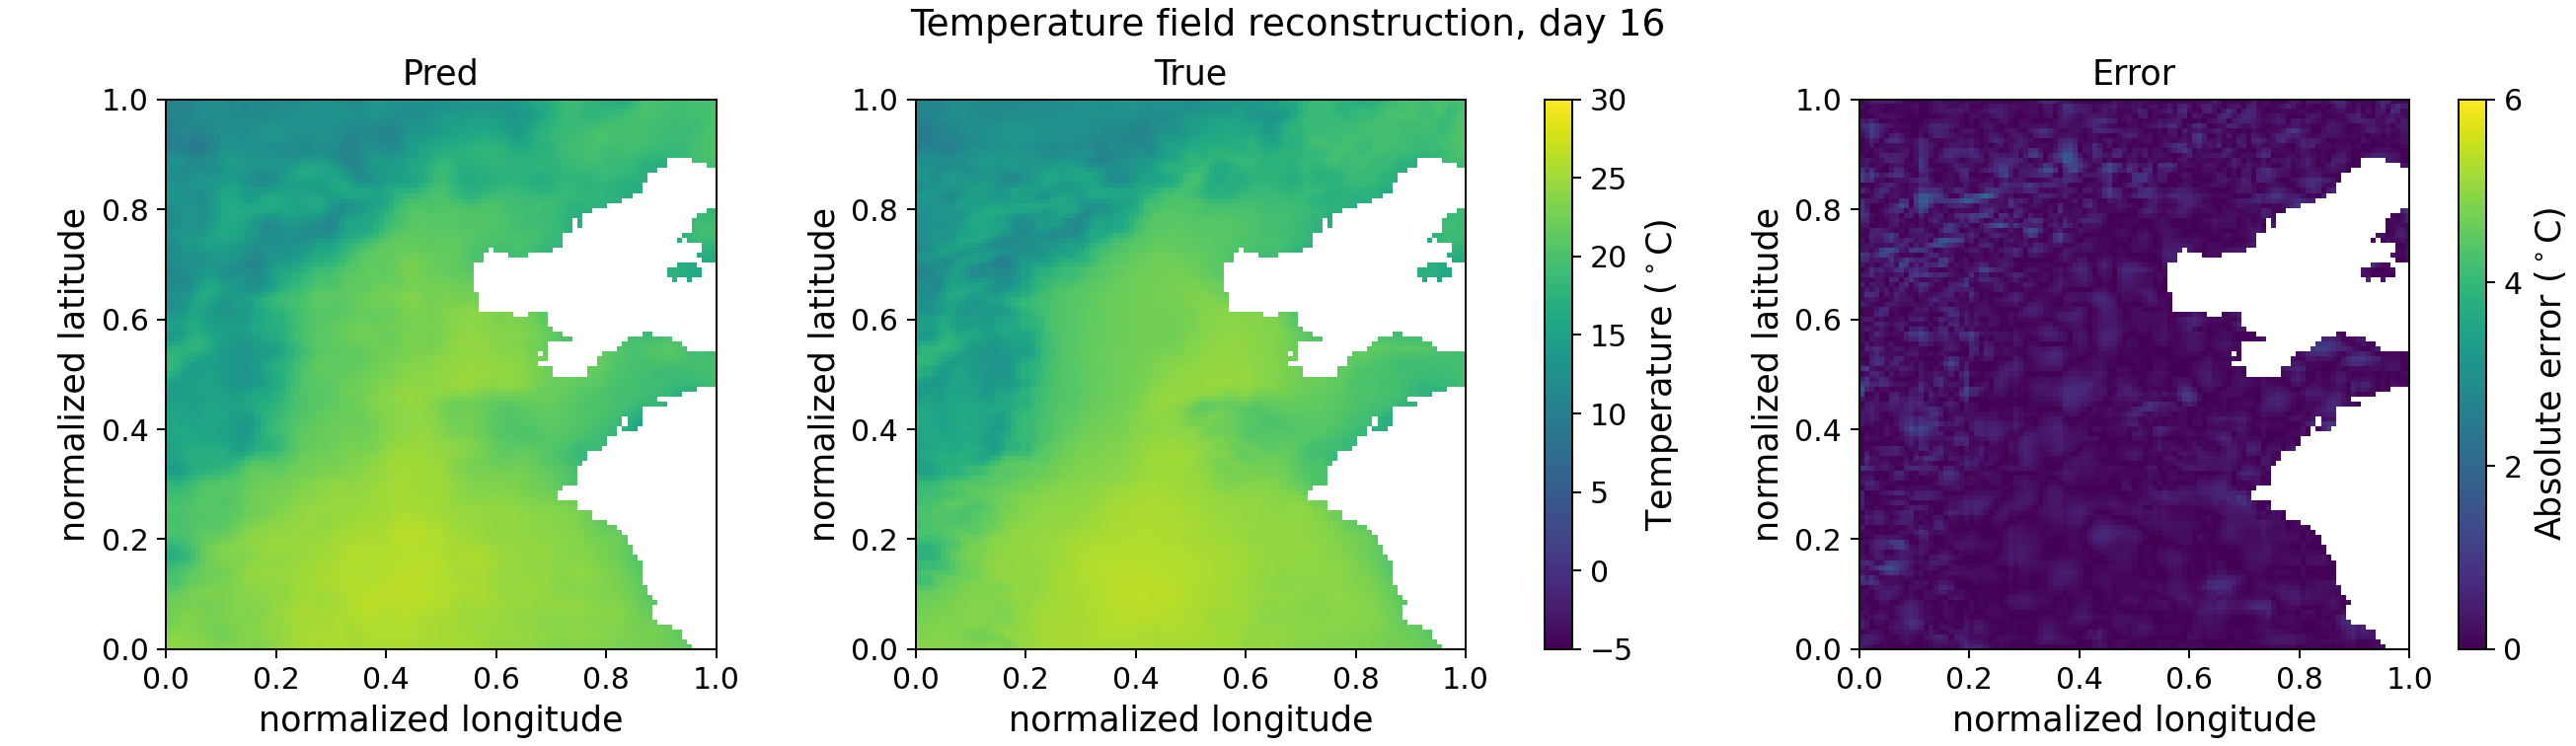 Temperature field reconstruction, day 16
Pred
1.0
0.8
0.6
0.4
0.2
0.0
normalized latitude
0.0 0.2 0.4 0.6 0.8 1.0
normalized longitude
True
1.0
0.8
0.6
0.4
0.2
0.0
normalized latitude
0.0 0.2 0.4 0.6 0.8 1.0
normalized longitude
30
25
20
15
10
5
0
−5
Temperature (°C)
Error
1.0
0.8
0.6
0.4
0.2
0.0
normalized latitude
0.0 0.2 0.4 0.6 0.8 1.0
normalized longitude
6
4
2
0
Absolute error (°C)